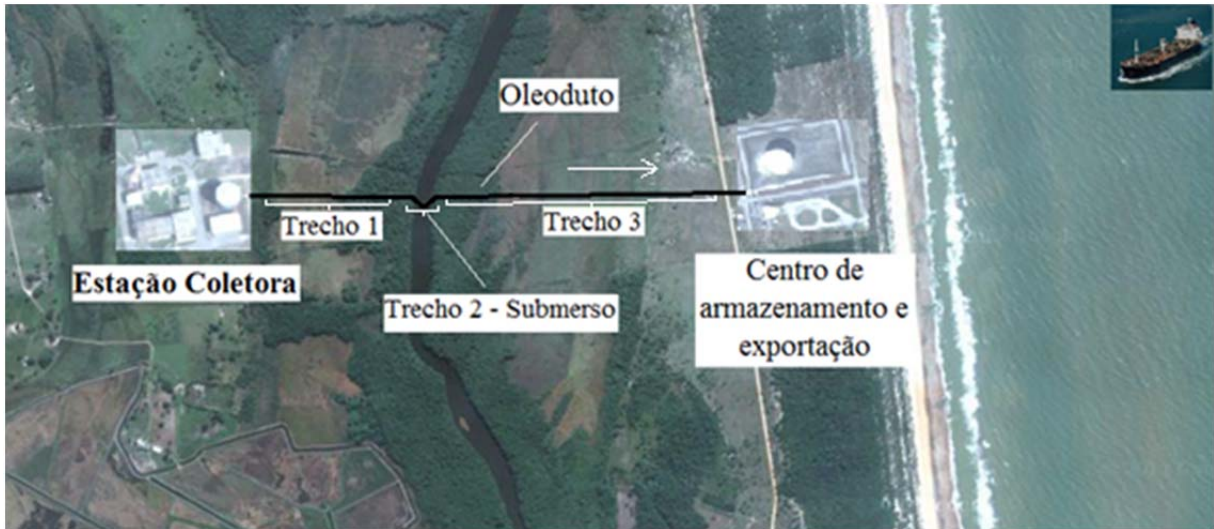 Oleoduto
Trecho 1
Trecho 3
Estação Coletora
Trecho 2 - Submerso
Centro de
armazenamento e
exportação